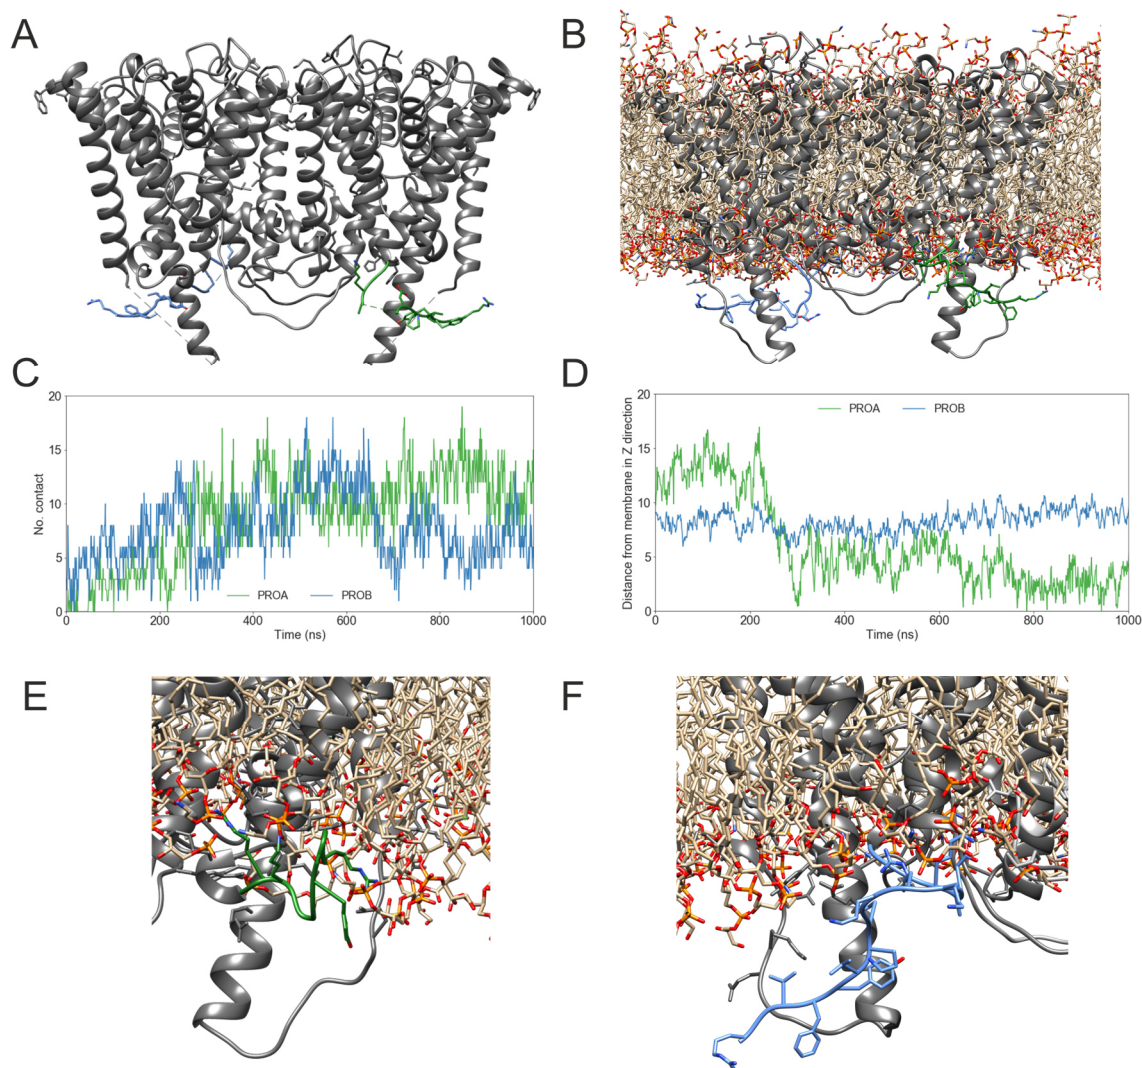 A
B
C
20
15
10
5
0
No. contact
PROA PROB
0 200 400 600 800 1000
Time (ns)
D
20
15
10
5
0
Distance from membrane in Z direction
PROA PROB
0 200 400 600 800 1000
Time (ns)
E
F